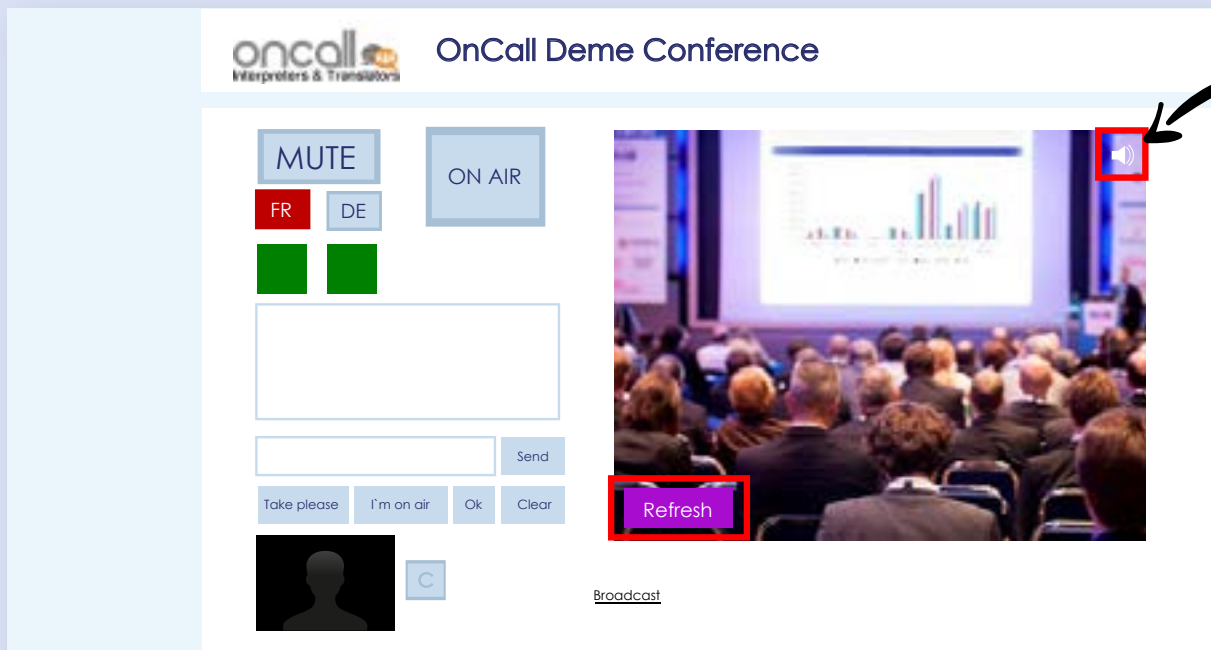 oncall
Interpreters & Translators
OnCall Deme Conference
MUTE
ON AIR
FR
DE
Send
Take please
I`m on air
Ok
Clear
C
Refresh
Broadcast